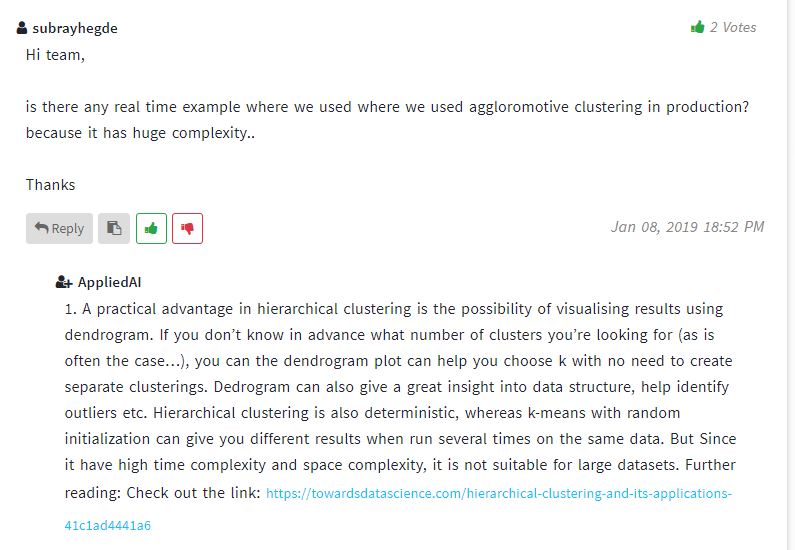 subrayhegde
2 Votes
Hi team,
is there any real time example where we used where we used aggloromotive clustering in production?
because it has huge complexity..
Thanks
Reply
Jan 08, 2019 18:52 PM
AppliedAI
1. A practical advantage in hierarchical clustering is the possibility of visualising results using
dendrogram. If you don’t know in advance what number of clusters you’re looking for (as is
often the case…), you can the dendrogram plot can help you choose k with no need to create
separate clusterings. Dedrogram can also give a great insight into data structure, help identify
outliers etc. Hierarchical clustering is also deterministic, whereas k-means with random
initialization can give you different results when run several times on the same data. But Since
it have high time complexity and space complexity, it is not suitable for large datasets. Further
reading: Check out the link: https://towardsdatascience.com/hierarchical-clustering-and-its-applications-
41c1ad4441a6